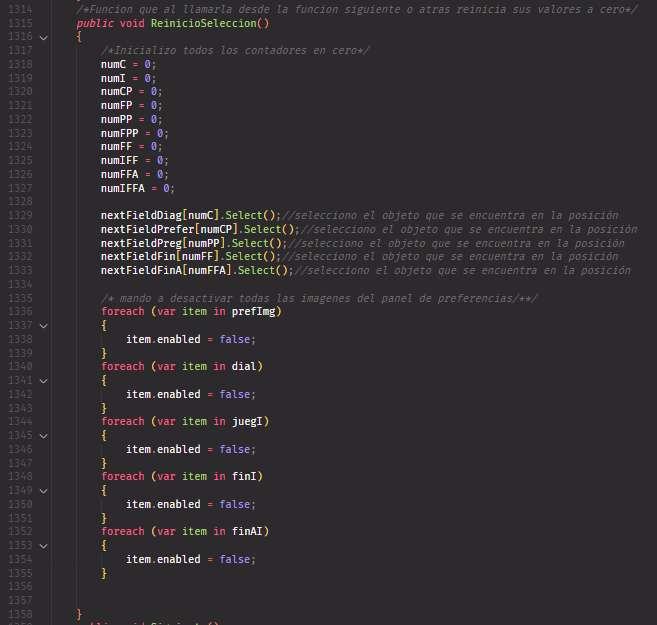 1314 /*Funcion que al llamarla desde la funcion siguiente o atras reinicia sus valores a cero*/
1315 public void ReinicioSeleccion()
1316 {
1317 /*Inicializo todos los contadores en cero*/
1318 numC = 0;
1319 numI = 0;
1320 numCP = 0;
1321 numFP = 0;
1322 numPP = 0;
1323 numFPP = 0;
1324 numFF = 0;
1325 numIFF = 0;
1326 numFFA = 0;
1327 numIFFA = 0;
1328
1329 nextFieldDiag[numC].Select();//selecciono el objeto que se encuentra en la posición
1330 nextFieldPrefer[numCP].Select();//selecciono el objeto que se encuentra en la posición
1331 nextFieldPreg[numPP].Select();//selecciono el objeto que se encuentra en la posición
1332 nextFieldFin[numFF].Select();//selecciono el objeto que se encuentra en la posición
1333 nextFieldFinA[numFFA].Select();//selecciono el objeto que se encuentra en la posición
1334
1335 /* mando a desactivar todas las imagenes del panel de preferencias/**/
1336 foreach (var item in prefImg)
1337 {
1338 item.enabled = false;
1339 }
1340 foreach (var item in dial)
1341 {
1342 item.enabled = false;
1343 }
1344 foreach (var item in juegI)
1345 {
1346 item.enabled = false;
1347 }
1348 foreach (var item in finI)
1349 {
1350 item.enabled = false;
1351 }
1352 foreach (var item in finAI)
1353 {
1354 item.enabled = false;
1355 }
1356
1357
1358 }